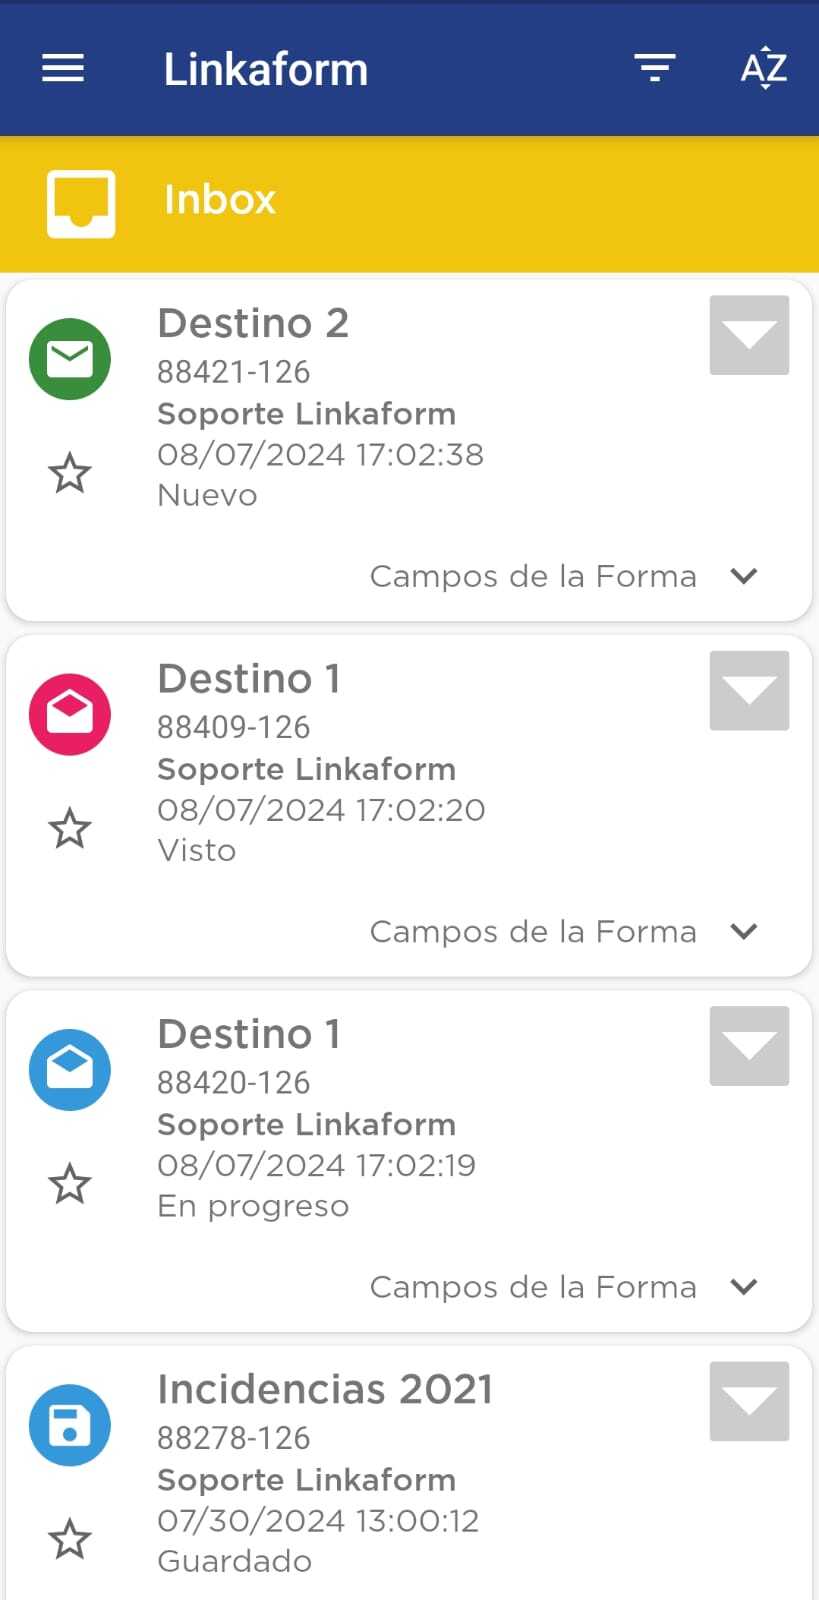 Linkaform
AZ
Inbox
Destino 2
88421-126
Soporte Linkaform
08/07/2024 17:02:38
Nuevo
Campos de la Forma
Destino 1
88409-126
Soporte Linkaform
08/07/2024 17:02:20
Visto
Campos de la Forma
Destino 1
88420-126
Soporte Linkaform
08/07/2024 17:02:19
En progreso
Campos de la Forma
Incidencias 2021
88278-126
Soporte Linkaform
07/30/2024 13:00:12
Guardado